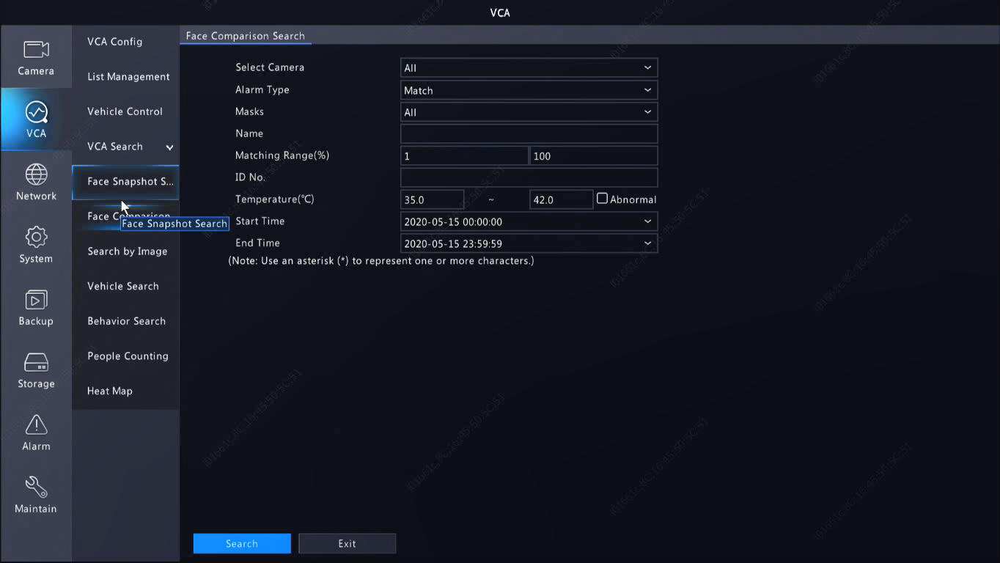 VCA
Camera
VCA
Network
System
Backup
Storage
Alarm
Maintain
VCA Config
List Management
Vehicle Control
VCA Search
Face Snapshot S...
Face Comparison
Face Snapshot Search
Search by Image
Vehicle Search
Behavior Search
People Counting
Heat Map
Face Comparison Search
Select Camera All
Alarm Type Match
Masks All
Name
Matching Range(%) 1 100
ID No.
Temperature(℃) 35.0 ~ 42.0 Abnormal
Start Time 2020-05-15 00:00:00
End Time 2020-05-15 23:59:59
(Note: Use an asterisk (*) to represent one or more characters.)
Search Exit